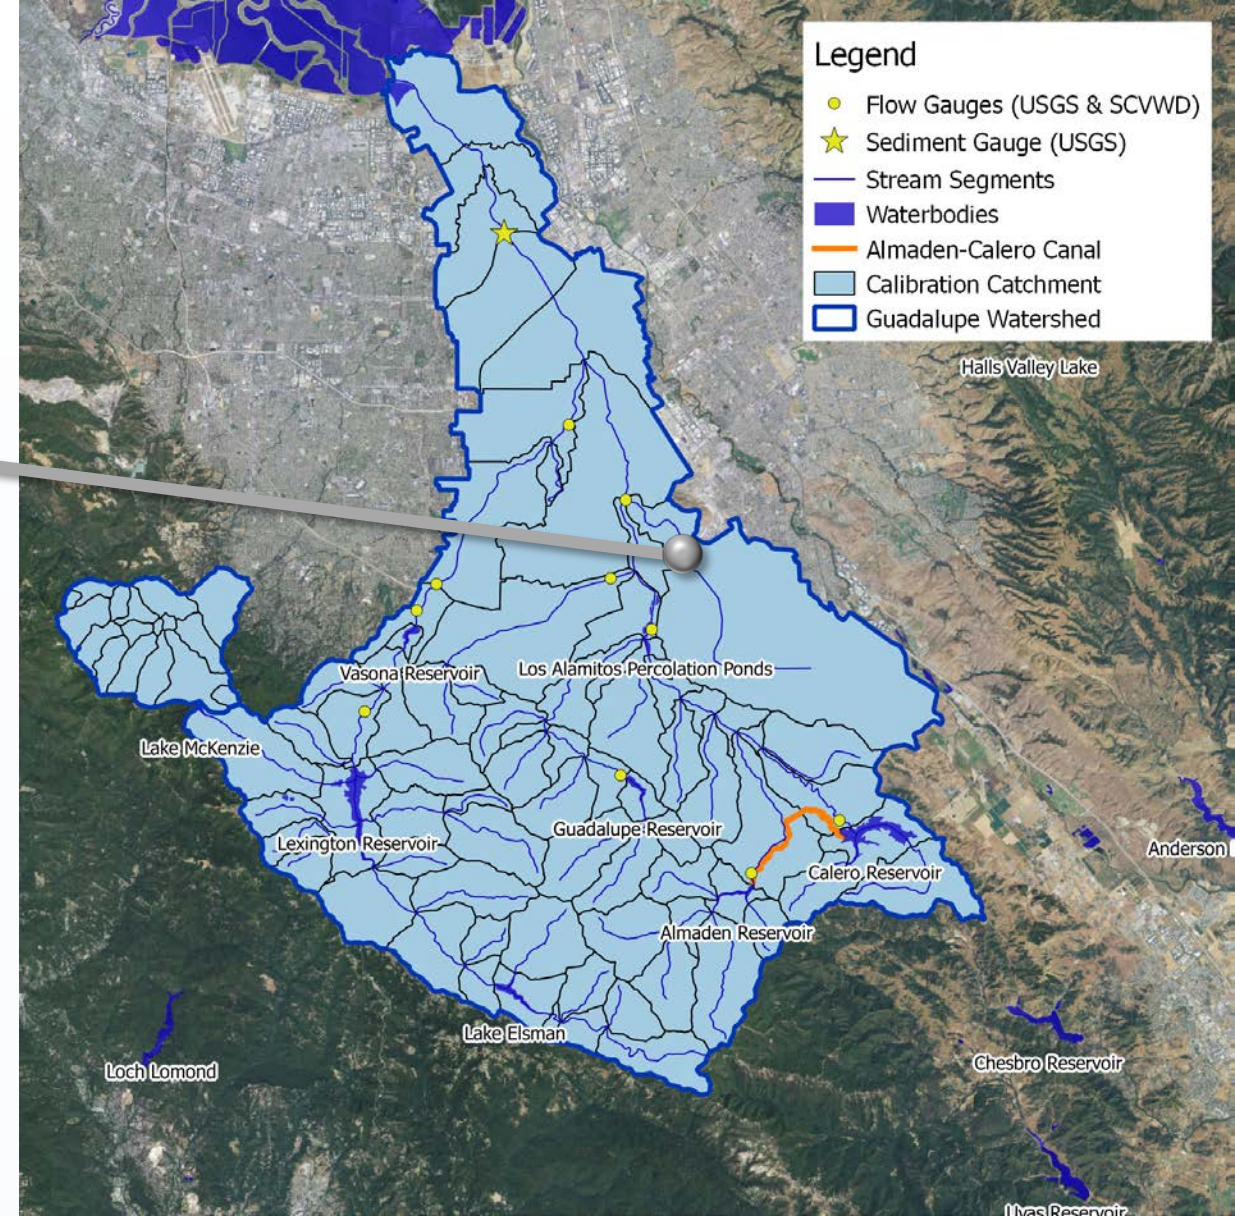 Legend
Flow Gauges (USGS & SCVWD)
Sediment Gauge (USGS)
Stream Segments
Waterbodies
Almaden-Calero Canal
Calibration Catchment
Guadalupe Watershed
Halls Valley Lake
Vasona Reservoir
Los Alamitos Percolation Ponds
Lake McKenzie
Guadalupe Reservoir
Lexington Reservoir
Anderson
Calero Reservoir
Almaden Reservoir
Lake Elsman
Chesbro Reservoir
Loch Lomond
Uvas Reservoir